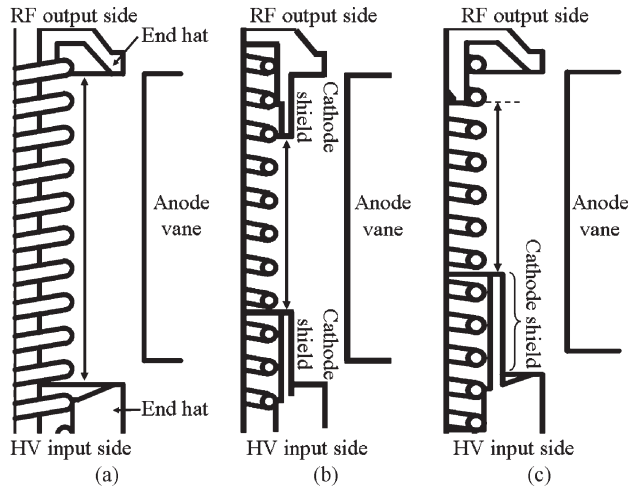 RF output side
End hat
Anode
vane
End hat
HV input side
(a)
RF output side
Cathode
shield
Anode
vane
Cathode
shield
HV input side
(b)
RF output side
Anode
vane
Cathode shield
HV input side
(c)